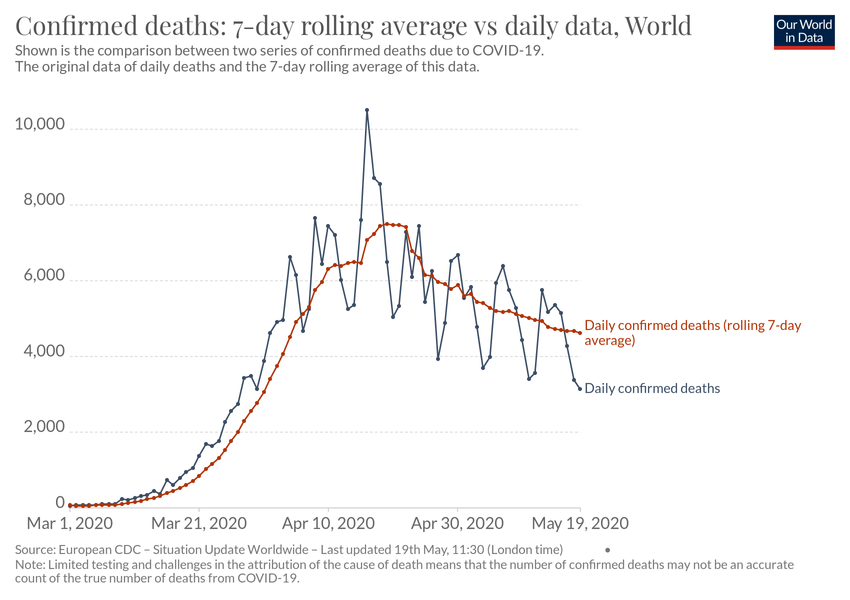 Confirmed deaths: 7-day rolling average vs daily data, World
Our World
in Data
Shown is the comparison between two series of confirmed deaths due to COVID-19.
The original data of daily deaths and the 7-day rolling average of this data.
10,000
8,000
6,000
4,000
2,000
0
Daily confirmed deaths (rolling 7-day
average)
Daily confirmed deaths
Mar 1, 2020
Mar 21, 2020
Apr 10, 2020
Apr 30, 2020
May 19, 2020
Source: European CDC – Situation Update Worldwide – Last updated 19th May, 11:30 (London time)
Note: Limited testing and challenges in the attribution of the cause of death means that the number of confirmed deaths may not be an accurate
count of the true number of deaths from COVID-19.